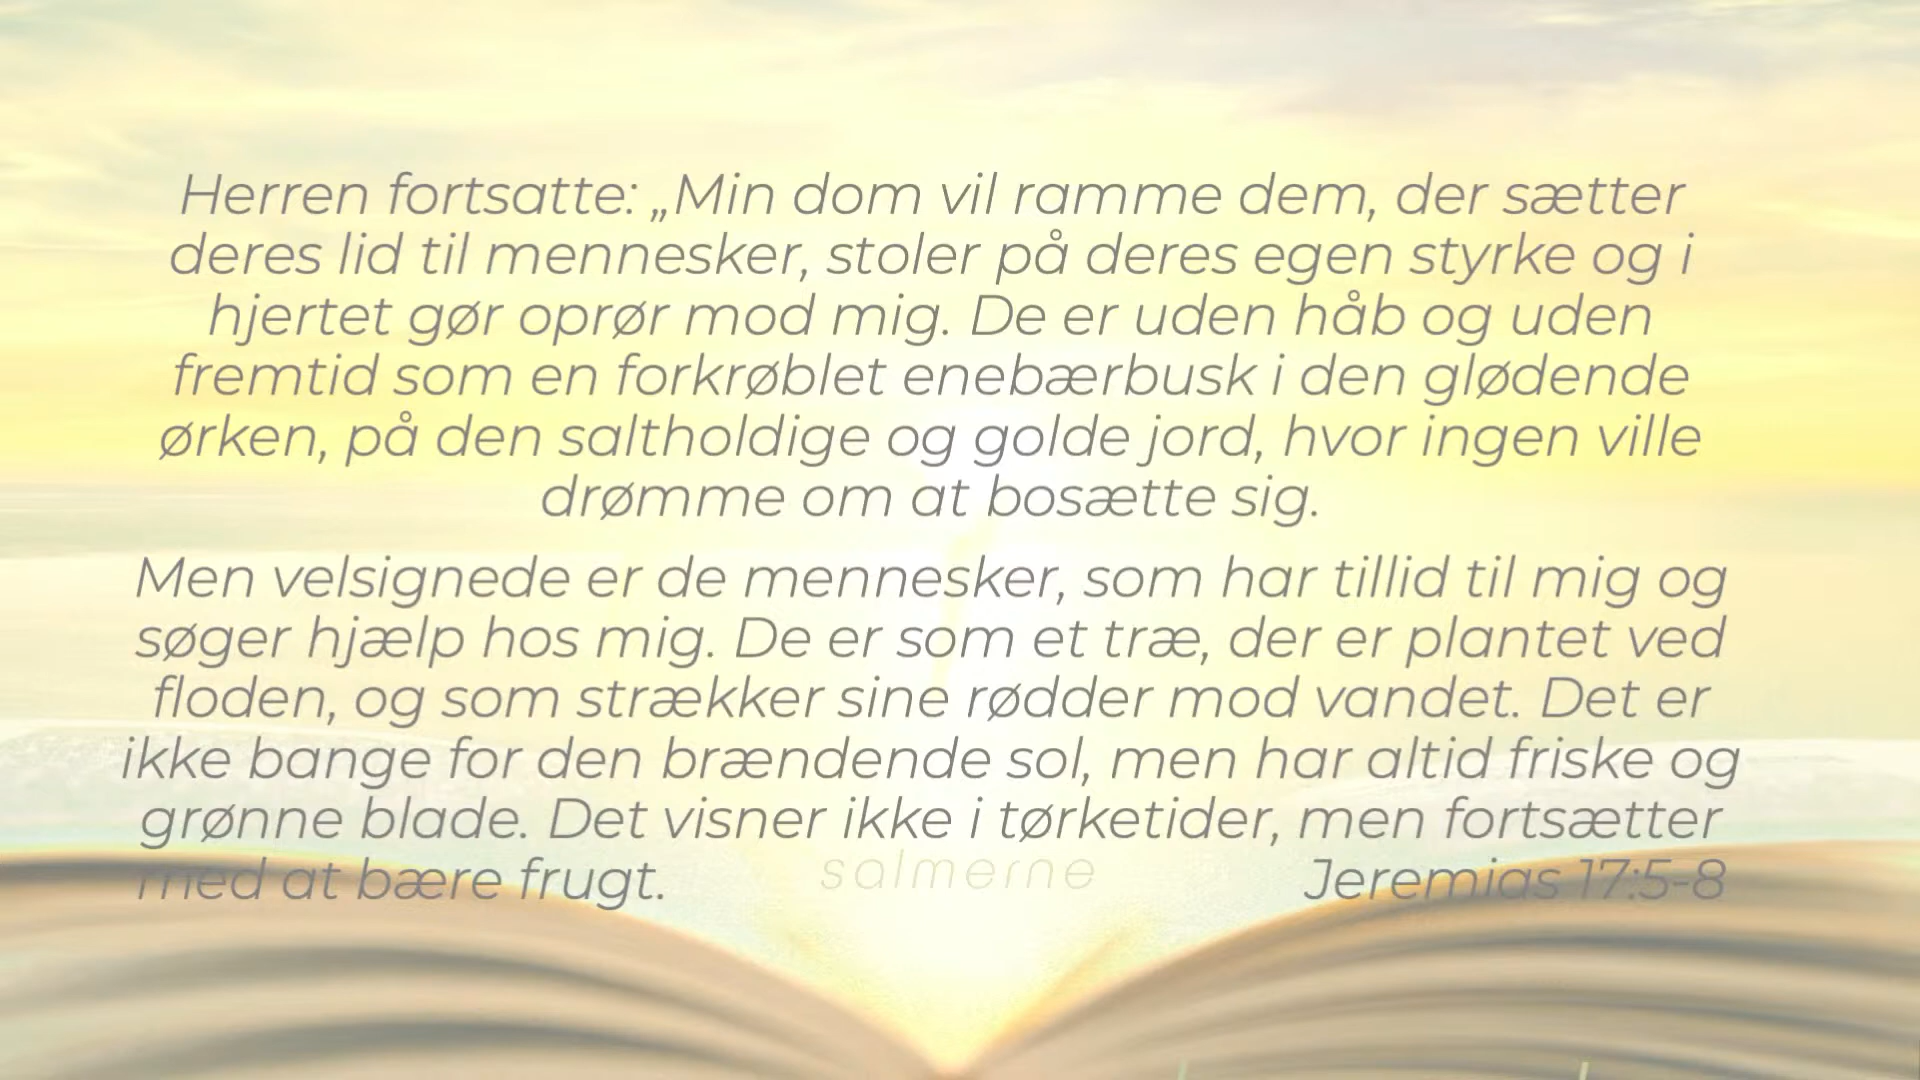 Herren fortsatte: „Min dom vil ramme dem, der sætter
deres lid til mennesker, stoler på deres egen styrke og i
hjertet gør oprør mod mig. De er uden håb og uden
fremtid som en forkrøblet enebærbusk i den glødende
ørken, på den saltholdige og golde jord, hvor ingen ville
drømme om at bosætte sig.
Men velsignede er de mennesker, som har tillid til mig og
søger hjælp hos mig. De er som et træ, der er plantet ved
floden, og som strækker sine rødder mod vandet. Det er
ikke bange for den brændende sol, men har altid friske og
grønne blade. Det visner ikke i tørketider, men fortsætter
med at bære frugt. Jeremias 17:5-8
salmerne